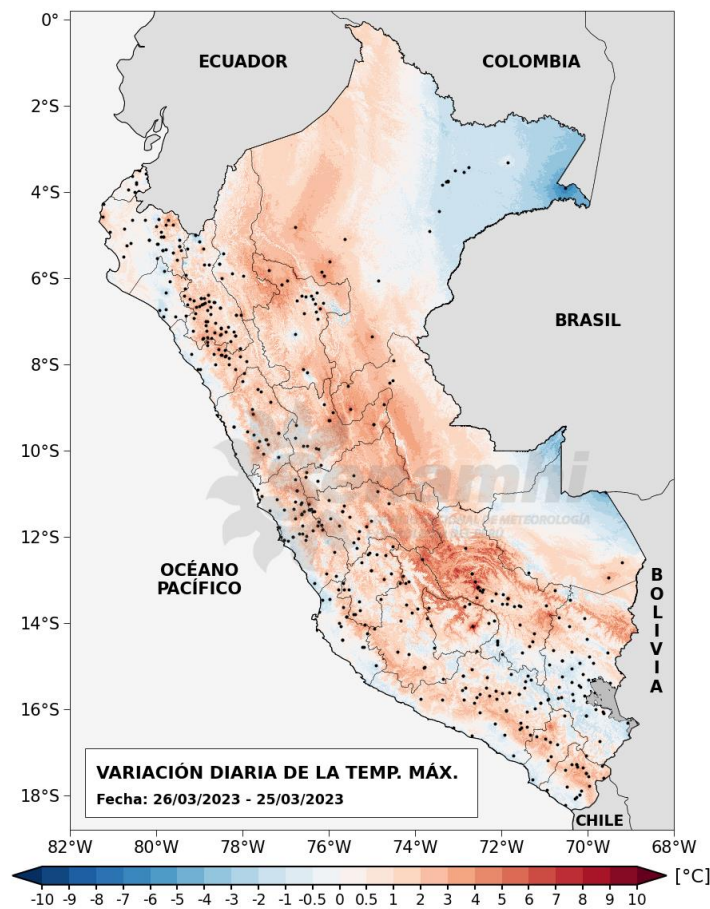 0°
2°S
4°S
6°S
8°S
10°S
12°S
14°S
16°S
18°S
ECUADOR
COLOMBIA
BRASIL
enamhi
OCÉANO
PACÍFICO
B
O
L
I
V
I
A
VARIACIÓN DIARIA DE LA TEMP. MÁX.
Fecha: 26/03/2023 - 25/03/2023
CHILE
82°W 80°W 78°W 76°W 74°W 72°W 70°W 68°W
-10 -9 -7 -5 -4 -3 -2 -1 -0.5 0 0.5 1 2 3 4 5 6 7 8 9 10 [°C]